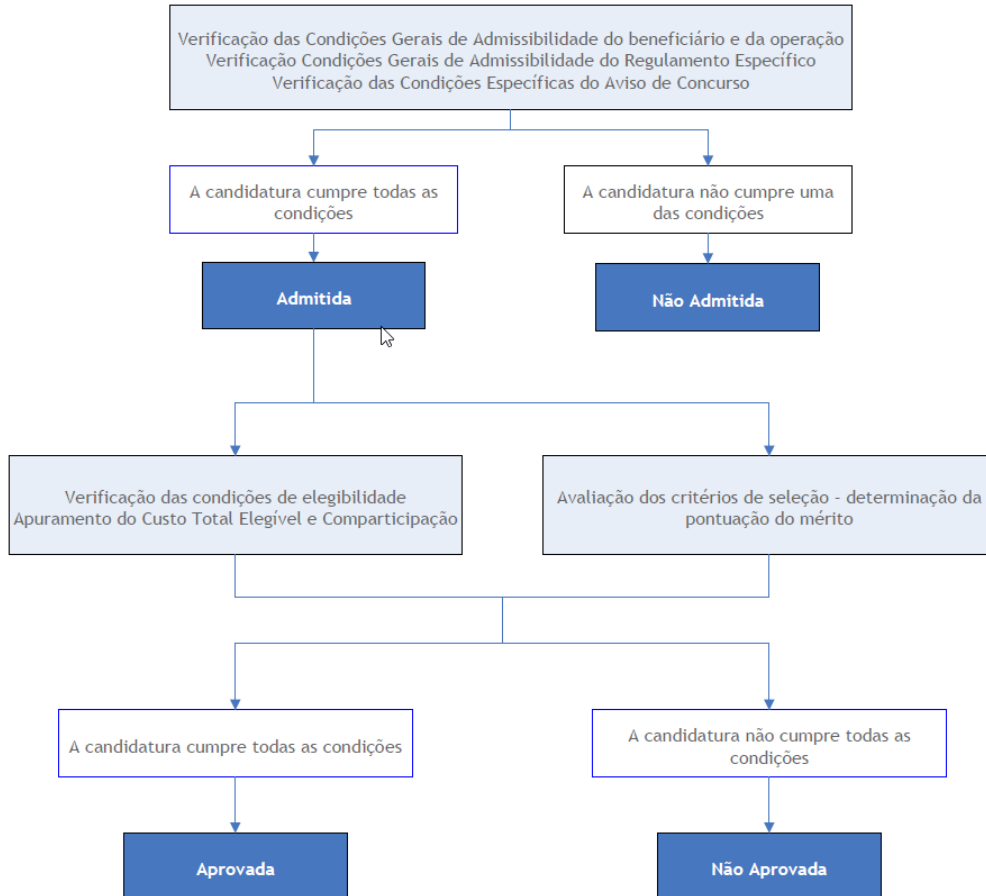 Verificação das Condições Gerais de Admissibilidade do beneficiário e da operação
Verificação Condições Gerais de Admissibilidade do Regulamento Específico
Verificação das Condições Específicas do Aviso de Concurso
A candidatura cumpre todas as
condições
A candidatura não cumpre uma
das condições
Admitida
Não Admitida
Verificação das condições de elegibilidade
Apuramento do Custo Total Elegível e Comparticipação
Avaliação dos critérios de seleção - determinação da
pontuação do mérito
A candidatura cumpre todas as condições
A candidatura não cumpre todas as
condições
Aprovada
Não Aprovada